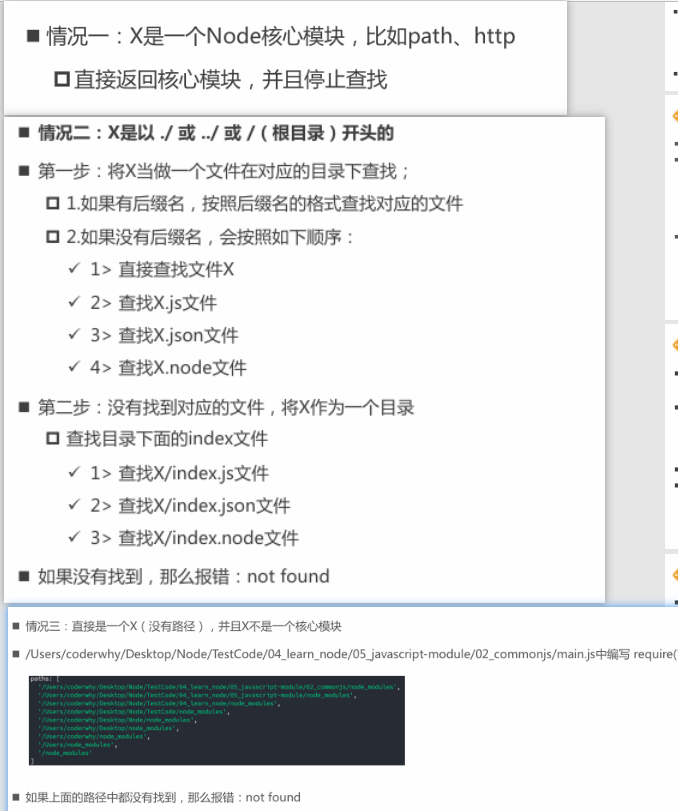 情况一：X是一个Node核心模块，比如path、http
直接返回核心模块，并且停止查找
情况二：X是以 ./ 或 ../ 或 /（根目录）开头的
第一步：将X当做一个文件在对应的目录下查找；
1.如果有后缀名，按照后缀名的格式查找对应的文件
2.如果没有后缀名，会按照如下顺序：
1> 直接查找文件X
2> 查找X.js文件
3> 查找X.json文件
4> 查找X.node文件
第二步：没有找到对应的文件，将X作为一个目录
查找目录下面的index文件
1> 查找X/index.js文件
2> 查找X/index.json文件
3> 查找X/index.node文件
如果没有找到，那么报错：not found
情况三：直接是一个X（没有路径），并且X不是一个核心模块
/Users/coderwhy/Desktop/Node/TestCode/04_learn_node/05_javascript-module/02_commonjs/main.js中编写 require('
paths: [
'/Users/coderwhy/Desktop/Node/TestCode/04_learn_node/05_javascript-module/02_commonjs/node_modules',
'/Users/coderwhy/Desktop/Node/TestCode/04_learn_node/05_javascript-module/node_modules',
'/Users/coderwhy/Desktop/Node/TestCode/04_learn_node/node_modules',
'/Users/coderwhy/Desktop/Node/TestCode/node_modules',
'/Users/coderwhy/Desktop/Node/node_modules',
'/Users/coderwhy/Desktop/node_modules',
'/Users/coderwhy/node_modules',
'/Users/node_modules',
'/node_modules'
]
如果上面的路径中都没有找到，那么报错：not found